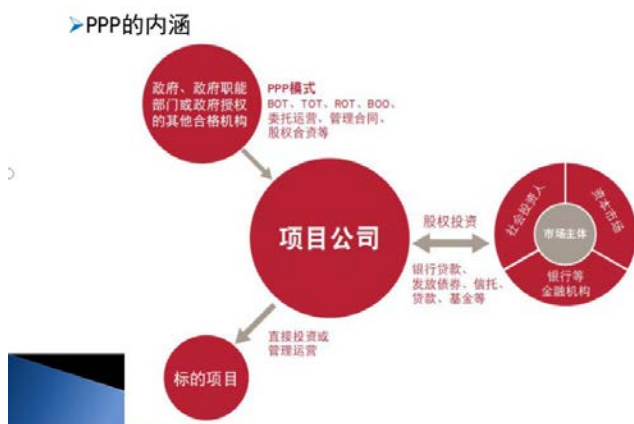 PPP的内涵
政府、政府职能
部门或政府授权
的其他合格机构
PPP模式
BOT、TOT、ROT、BOO、
委托运营、管理合同、
股权合资等
项目公司
股权投资
银行贷款、
发放债券、信托、
贷款、基金等
社会投资人
资本市场
市场主体
银行等
金融机构
直接投资或
管理运营
标的项目